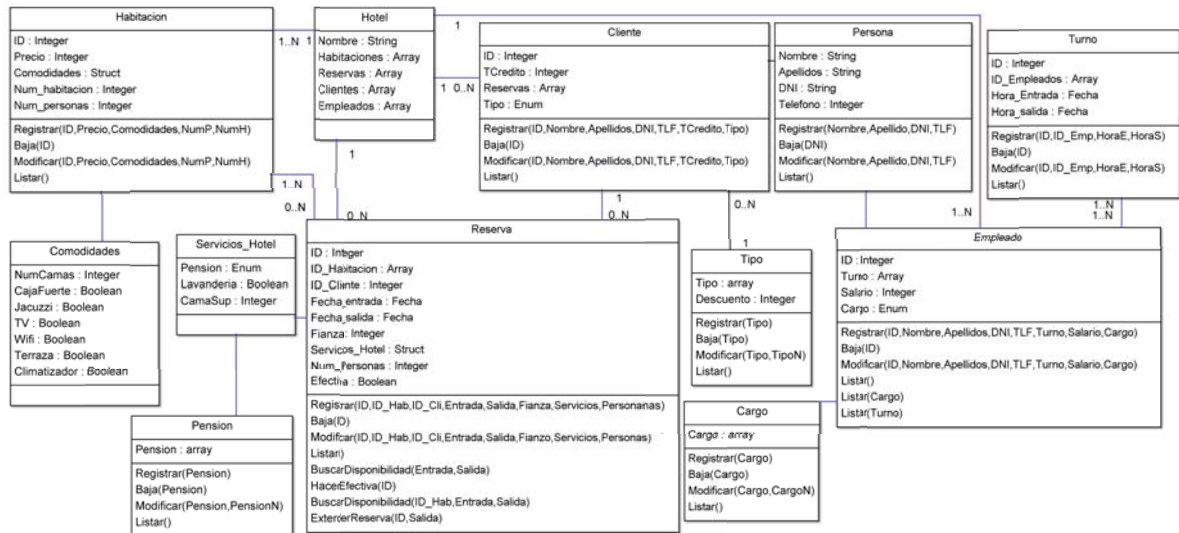 Habitacion
ID : Integer
Precio : Integer
Comodidades : Struct
Num_habitacion : Integer
Num_personas : Integer
Registrar(ID,Precio,Comodidades,NumP,NumH)
Baja(ID)
Modificar(ID,Precio,Comodidades,NumP,NumH)
Listar()
1..N
1
Hotel
Nombre : String
Habitaciones : Array
Reservas : Array
Clientes : Array
Empleados : Array
1
1
0..N
1
Cliente
ID : Integer
TCredito : Integer
Reservas : Array
Tipo : Enum
Registrar(ID,Nombre,Apellidos,DNI,TLF,TCredito,Tipo)
Baja(ID)
Modificar(ID,Nombre,Apellidos,DNI,TLF,TCredito,Tipo)
Listar()
Persona
Nombre : String
Apellidos : String
DNI : String
Telefono : Integer
Registrar(Nombre,Apellido,DNI,TLF)
Baja(DNI)
Modificar(Nombre,Apellido,DNI,TLF)
Listar()
Turno
ID : Integer
ID_Empleados : Array
Hora_Entrada : Fecha
Hora_salida : Fecha
Registrar(ID,ID_Emp,HoraE,HoraS)
Baja(ID)
Modificar(ID,ID_Emp,HoraE,HoraS)
Listar()
1..N
0..N
0..N
1
0..N
0..N
1
1..N
1..N
1..N
Comodidades
NumCamas : Integer
CajaFuerte : Boolean
Jacuzzi : Boolean
TV : Boolean
Wifi : Boolean
Terraza : Boolean
Climatizador : Boolean
Servicios_Hotel
Pension : Enum
Lavanderia : Boolean
CamaSup : Integer
Reserva
ID : Integer
ID_Habitacion : Array
ID_Cliente : Integer
Fecha_entrada : Fecha
Fecha_salida : Fecha
Fianza : Integer
Servicios_Hotel : Struct
Num_Personas : Integer
Efectiva : Boolean
Registrar(ID,ID_Hab,ID_Cli,Entrada,Salida,Fianza,Servicios,Personanas)
Baja(ID)
Modificar(ID,ID_Hab,ID_Cli,Entrada,Salida,Fianzo,Servicios,Personas)
Listar()
BuscarDisponibilidad(Entrada,Salida)
HacerEfectiva(ID)
BuscarDisponibilidad(ID_Hab,Entrada,Salida)
ExtenderReserva(ID,Salida)
Tipo
Tipo : array
Descuento : Integer
Registrar(Tipo)
Baja(Tipo)
Modificar(Tipo,TipoN)
Listar()
Empleado
ID : Integer
Turno : Array
Salario : Integer
Cargo : Enum
Registrar(ID,Nombre,Apellidos,DNI,TLF,Turno,Salario,Cargo)
Baja(ID)
Modificar(ID,Nombre,Apellidos,DNI,TLF,Turno,Salario,Cargo)
Listar()
Listar(Cargo)
Listar(Turno)
Pension
Pension : array
Registrar(Pension)
Baja(Pension)
Modificar(Pension,PensionN)
Listar()
Cargo
Cargo : array
Registrar(Cargo)
Baja(Cargo)
Modificar(Cargo,CargoN)
Listar()